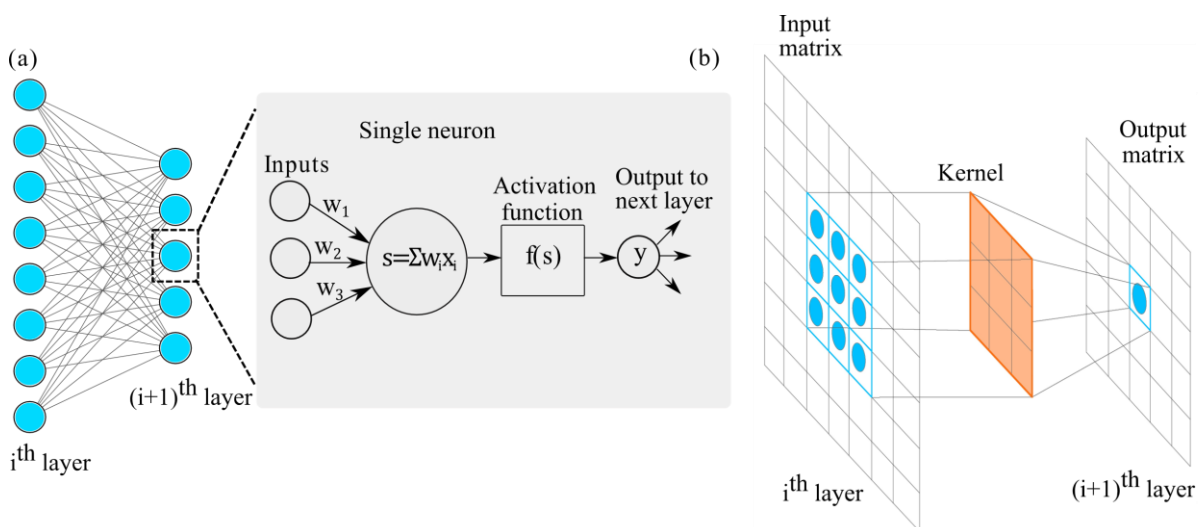 (a)
Single neuron
Inputs
w₁
w₂
w₃
s=Σwᵢxᵢ
Activation
function
f(s)
Output to
next layer
y
(i+1)ᵗʰ layer
iᵗʰ layer
(b)
Input
matrix
Kernel
Output
matrix
iᵗʰ layer
(i+1)ᵗʰ layer